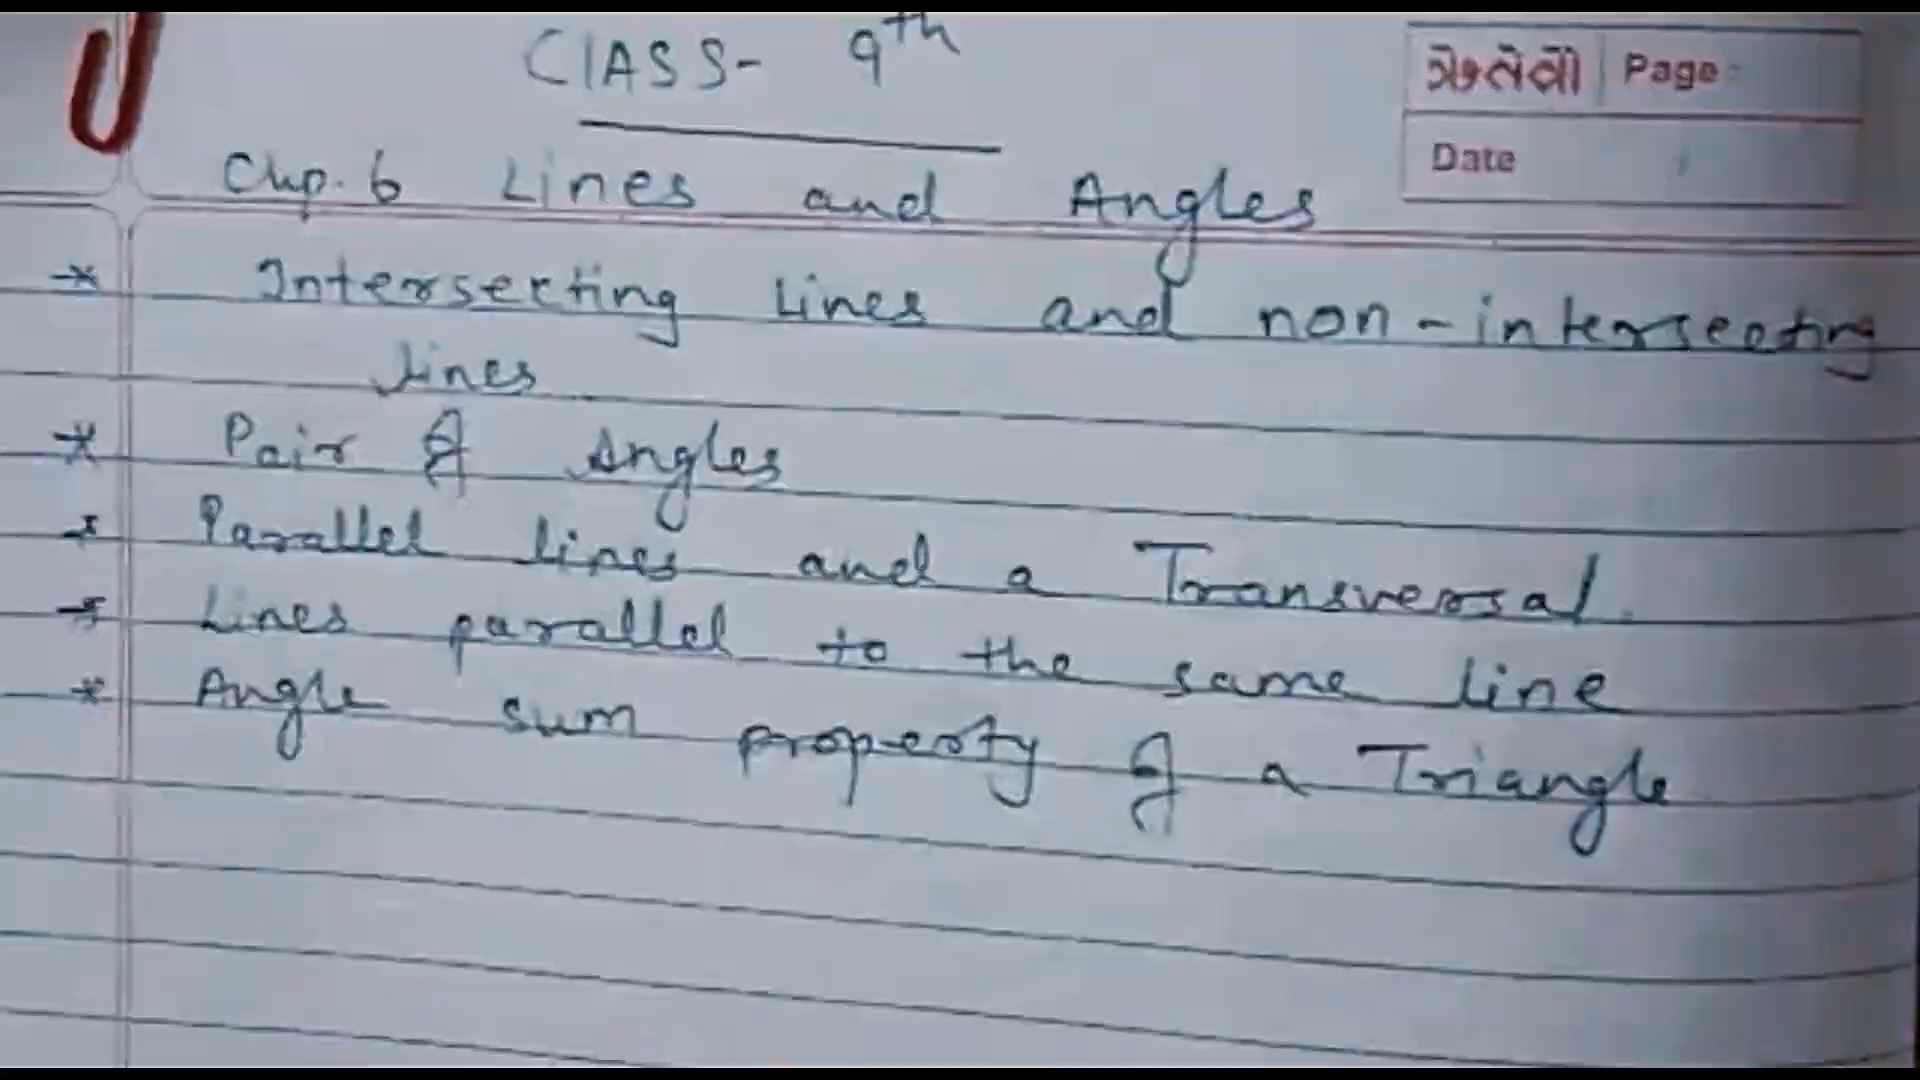 CLASS- 9th
Page
Date
Chp. 6 Lines and Angles
* Intersecting Lines and non-intersecting
lines
* Pair of Angles
* Parallel lines and a Transversal.
* Lines parallel to the same line
* Angle sum property of a Triangle